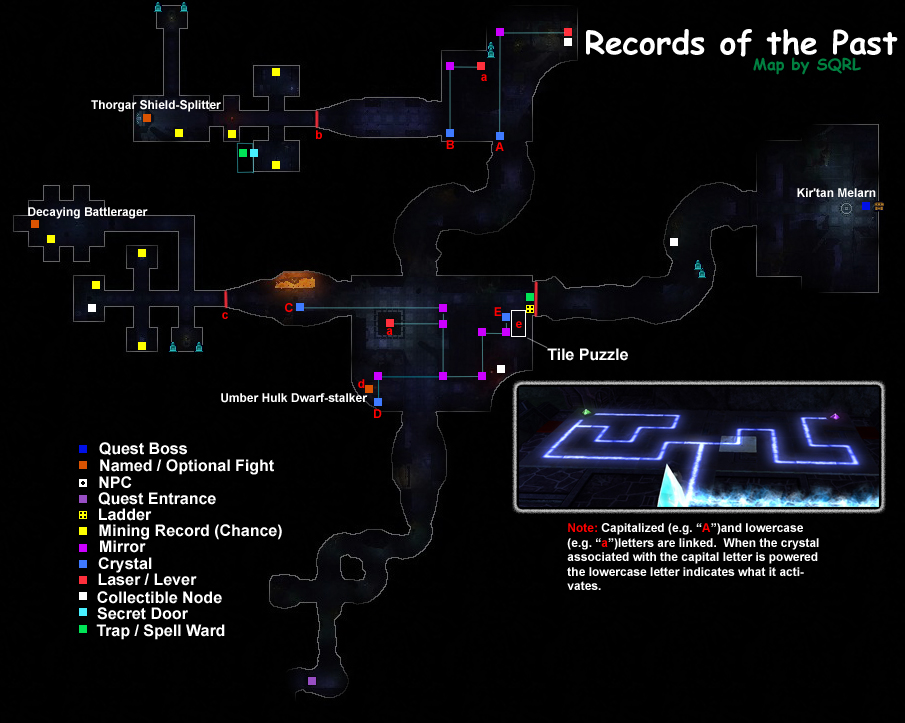 Records of the Past
Map by SQRL
a
Thorgar Shield-Splitter
b
B
A
Kir'tan Melarn
Decaying Battlerager
C
c
E
e
a
Tile Puzzle
d
Umber Hulk Dwarf-stalker
D
Quest Boss
Named / Optional Fight
NPC
Quest Entrance
Ladder
Mining Record (Chance)
Mirror
Crystal
Laser / Lever
Collectible Node
Secret Door
Trap / Spell Ward
Note: Capitalized (e.g. “A”)and lowercase
(e.g. “a”)letters are linked. When the crystal
associated with the capital letter is powered
the lowercase letter indicates what it acti-
vates.